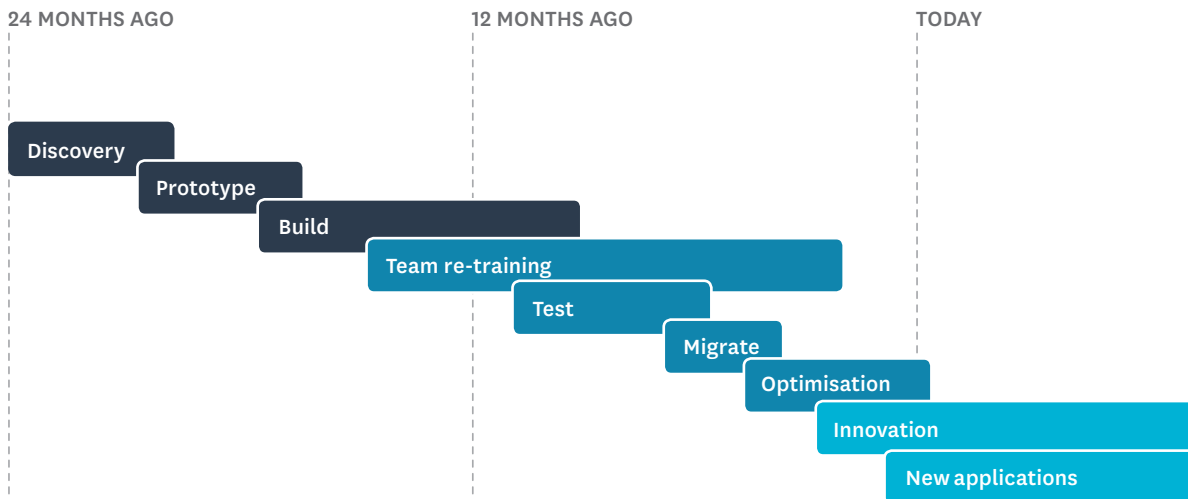 24 MONTHS AGO
12 MONTHS AGO
TODAY
Discovery
Prototype
Build
Team re-training
Test
Migrate
Optimisation
Innovation
New applications